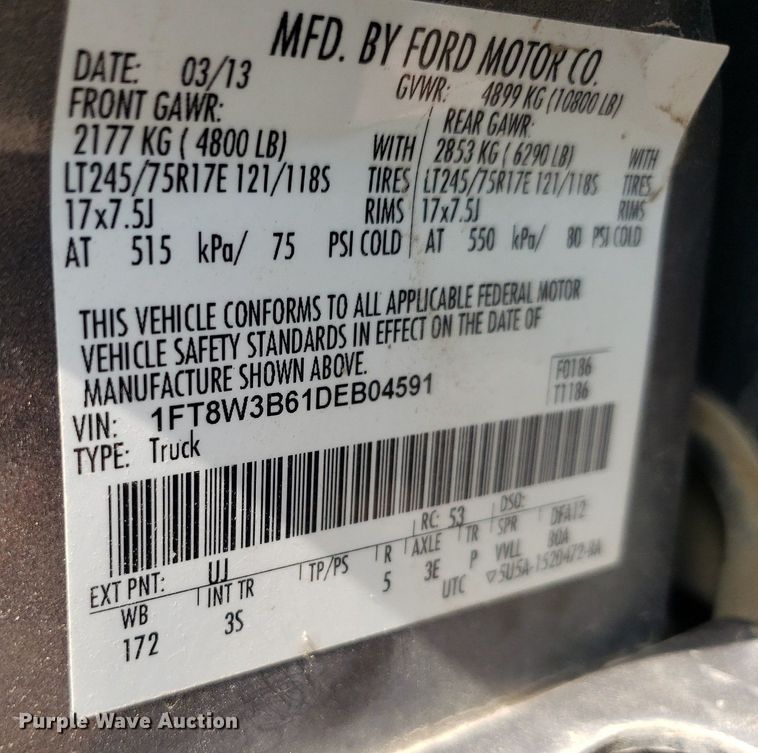 MFD. BY FORD MOTOR CO.
DATE: 03/13
GVWR: 4899 KG (10800 LB)
FRONT GAWR:
REAR GAWR:
2177 KG ( 4800 LB) WITH
2853 KG ( 6290 LB) WITH
LT245/75R17E 121/118S TIRES
LT245/75R17E 121/118S TIRES
17x7.5J RIMS
17x7.5J RIMS
AT 515 kPa/ 75 PSI COLD
AT 550 kPa/ 80 PSI COLD
THIS VEHICLE CONFORMS TO ALL APPLICABLE FEDERAL MOTOR
VEHICLE SAFETY STANDARDS IN EFFECT ON THE DATE OF
MANUFACTURE SHOWN ABOVE.
F0186
VIN: 1FT8W3B61DEB04591
T1186
TYPE: Truck
EXT PNT: UJ RC: 53 DSO:
WB INT TR TP/PS R AXLE TR SPR DFA12
172 3S 5 3E P VVLL 80A
UTC ▽5U5A-1520472-AA
Purple Wave Auction